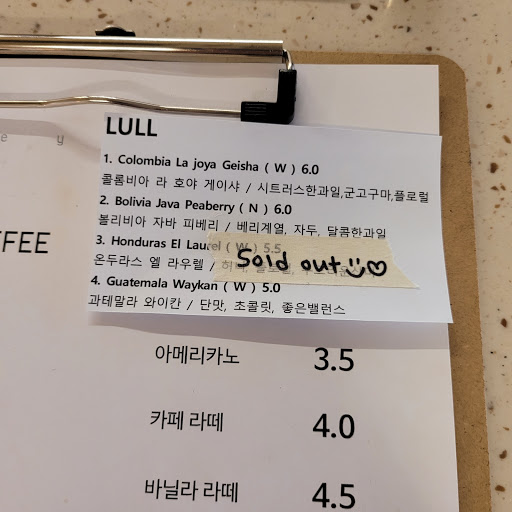 e y
LULL
1. Colombia La joya Geisha ( W ) 6.0
콜롬비아 라 호야 게이샤 / 시트러스한과일,군고구마,플로럴
2. Bolivia Java Peaberry ( N ) 6.0
볼리비아 자바 피베리 / 베리계열, 자두, 달콤한과일
3. Honduras El Laurel ( W ) 5.5
온두라스 엘 라우렐 /
Sold out
4. Guatemala Waykan ( W ) 5.0
과테말라 와이칸 / 단맛, 초콜릿, 좋은밸런스
FFEE
아메리카노 3.5
카페 라떼 4.0
바닐라 라떼 4.5